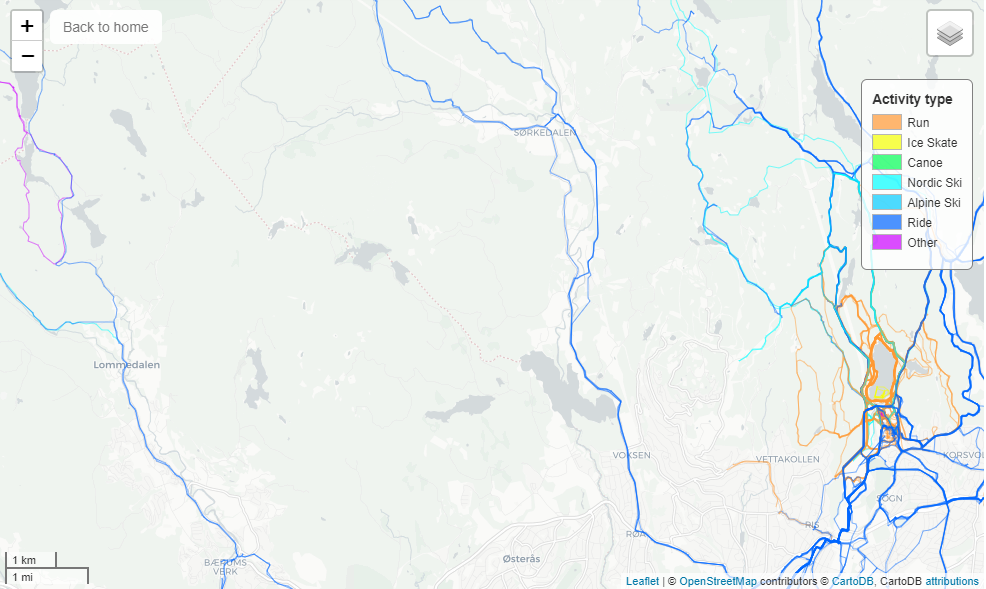 +
Back to home
−
Activity type
Run
Ice Skate
Canoe
Nordic Ski
Alpine Ski
Ride
Other
SØRKEDALEN
Lommedalen
VOKSEN
VETTAKOLLEN
KORSVOL
SOGN
RIS
RØA
Østerås
BÆRUMS
VERK
1 km
1 mi
Leaflet | © OpenStreetMap contributors © CartoDB, CartoDB attributions